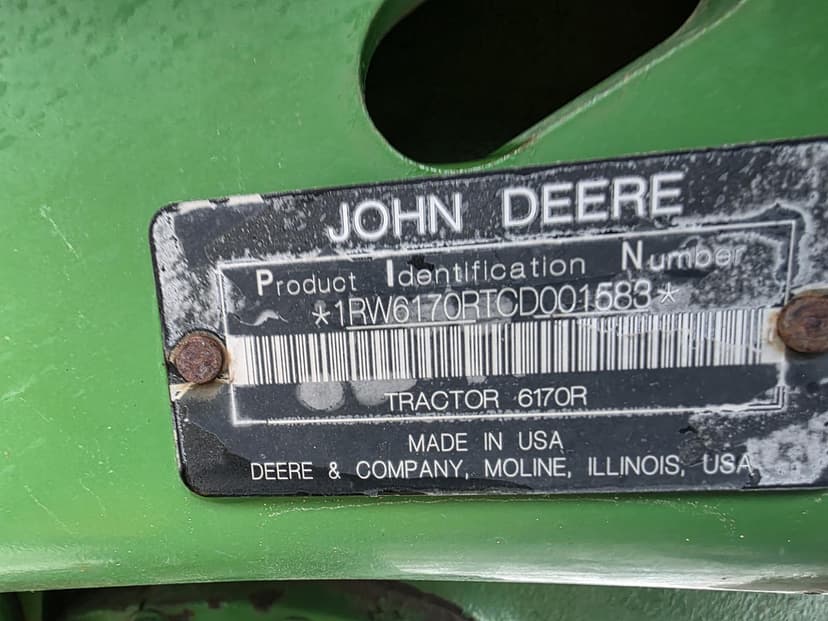 JOHN DEERE
Product Identification Number
*1RW6170RTCD001583*
TRACTOR 6170R
MADE IN USA
DEERE & COMPANY, MOLINE, ILLINOIS, USA